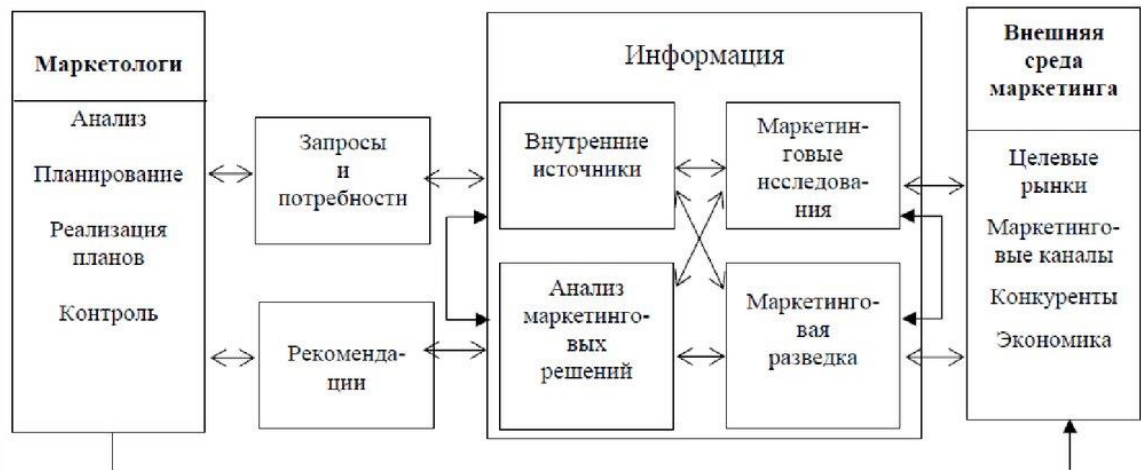 Маркетологи
Анализ
Планирование
Реализация
планов
Контроль
Запросы
и
потребности
Рекоменда-
ции
Информация
Внутренние
источники
Маркетин-
говые
исследова-
ния
Анализ
маркетинго-
вых
решений
Маркетинго-
вая
разведка
Внешняя
среда
маркетинга
Целевые
рынки
Маркетинго-
вые каналы
Конкуренты
Экономика